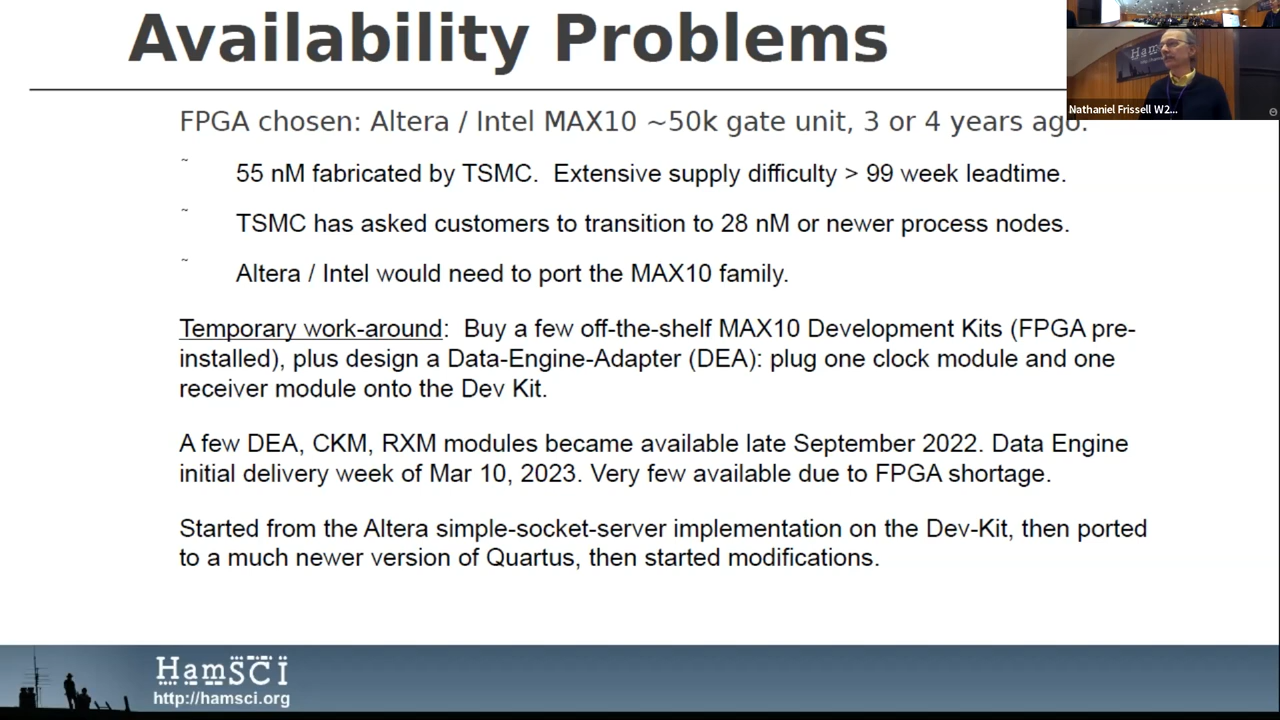 Availability Problems
FPGA chosen: Altera / Intel MAX10 ~50k gate unit, 3 or 4 years ago.
~ 55 nM fabricated by TSMC. Extensive supply difficulty > 99 week leadtime.
~ TSMC has asked customers to transition to 28 nM or newer process nodes.
~ Altera / Intel would need to port the MAX10 family.
Temporary work-around: Buy a few off-the-shelf MAX10 Development Kits (FPGA pre-
installed), plus design a Data-Engine-Adapter (DEA): plug one clock module and one
receiver module onto the Dev Kit.
A few DEA, CKM, RXM modules became available late September 2022. Data Engine
initial delivery week of Mar 10, 2023. Very few available due to FPGA shortage.
Started from the Altera simple-socket-server implementation on the Dev-Kit, then ported
to a much newer version of Quartus, then started modifications.
HamSCI
http://hamsci.org
Nathaniel Frissell W2...